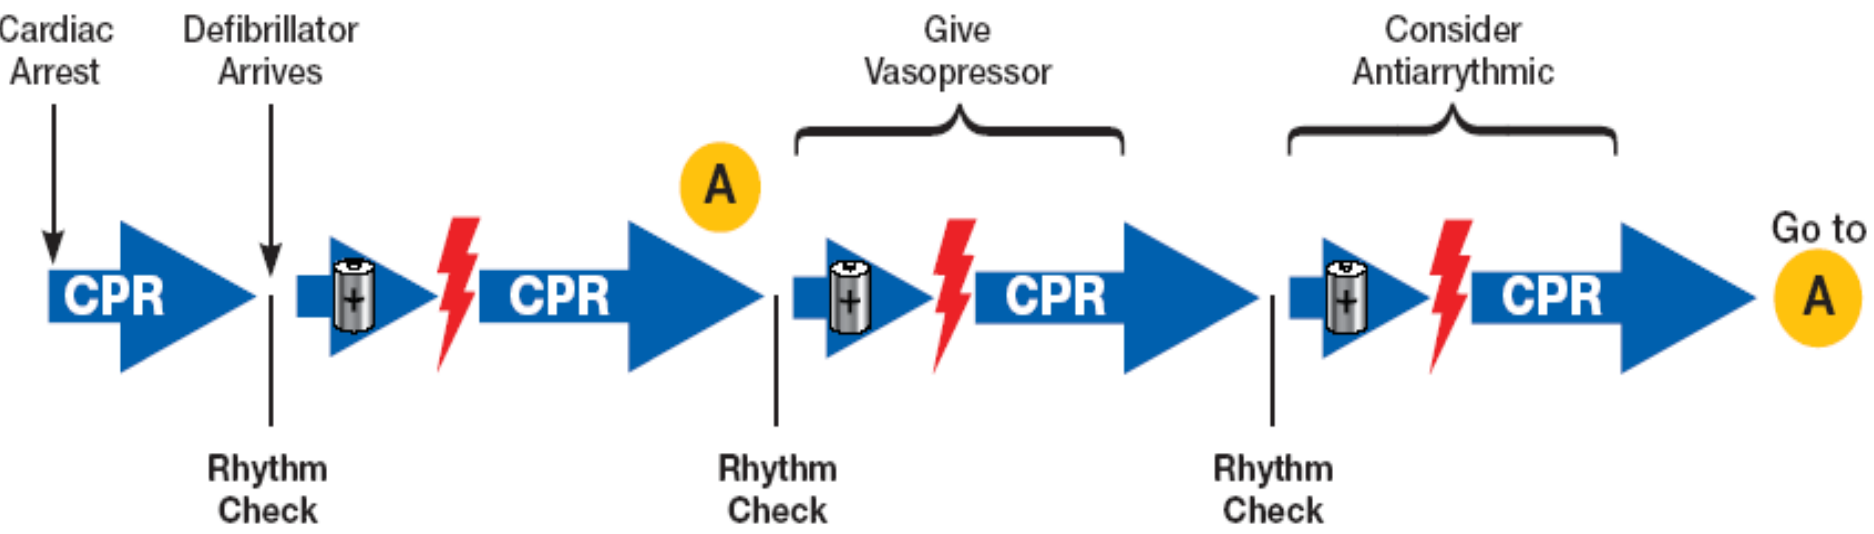 Cardiac
Arrest
Defibrillator
Arrives
Give
Vasopressor
Consider
Antiarrythmic
A
CPR
+
CPR
+
CPR
+
CPR
Go to
A
Rhythm
Check
Rhythm
Check
Rhythm
Check